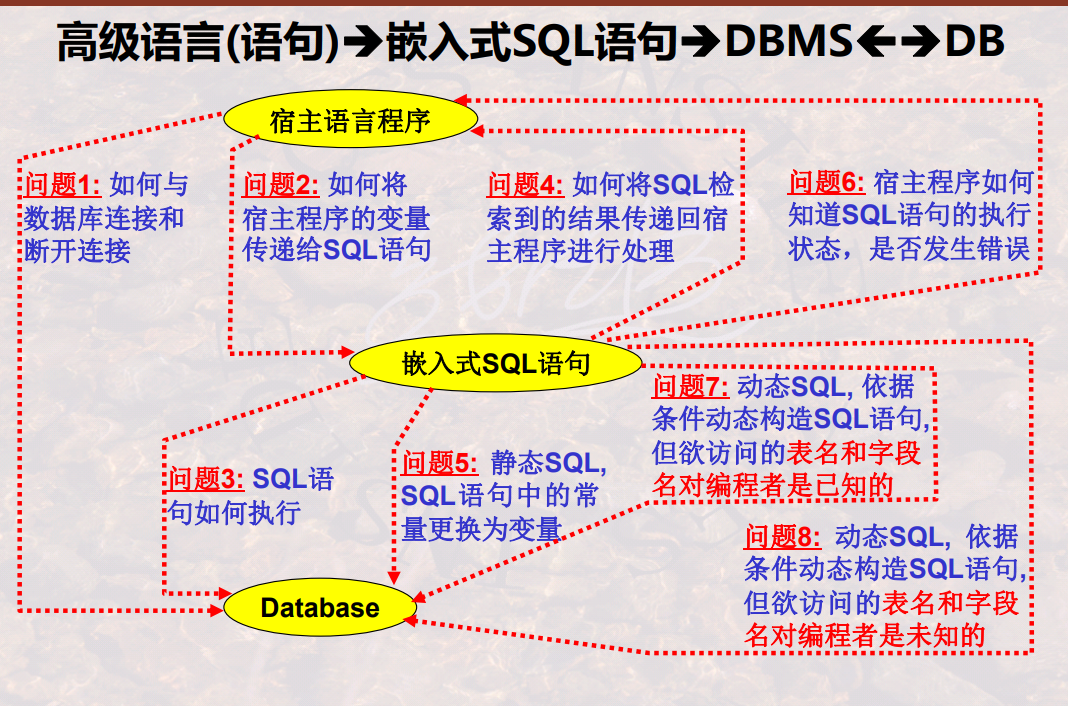 高级语言(语句)➔嵌入式SQL语句➔DBMS🡨➔DB
宿主语言程序
问题1: 如何与
数据库连接和
断开连接
问题2: 如何将
宿主程序的变量
传递给SQL语句
问题4: 如何将SQL检
索到的结果传递回宿
主程序进行处理
问题6: 宿主程序如何
知道SQL语句的执行
状态，是否发生错误
嵌入式SQL语句
问题7: 动态SQL, 依据
条件动态构造SQL语句,
但欲访问的表名和字段
名对编程者是已知的
问题3: SQL语
句如何执行
问题5: 静态SQL,
SQL语句中的常
量更换为变量
问题8: 动态SQL, 依据
条件动态构造SQL语句,
但欲访问的表名和字段
名对编程者是未知的
Database